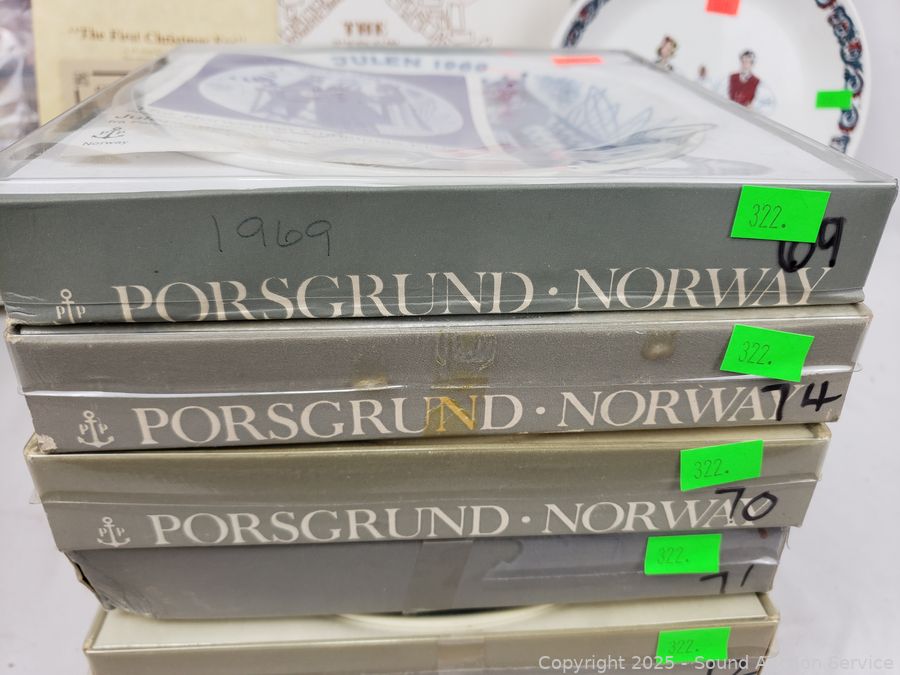 "The First Christmas
THE
JULEN 1969
Norway
1969
322.
69
PORSGRUND · NORWAY
322.
74
PORSGRUND · NORWAY
322.
70
PORSGRUND · NORWAY
322.
71
322.
Copyright 2025 - Sound Auction Service